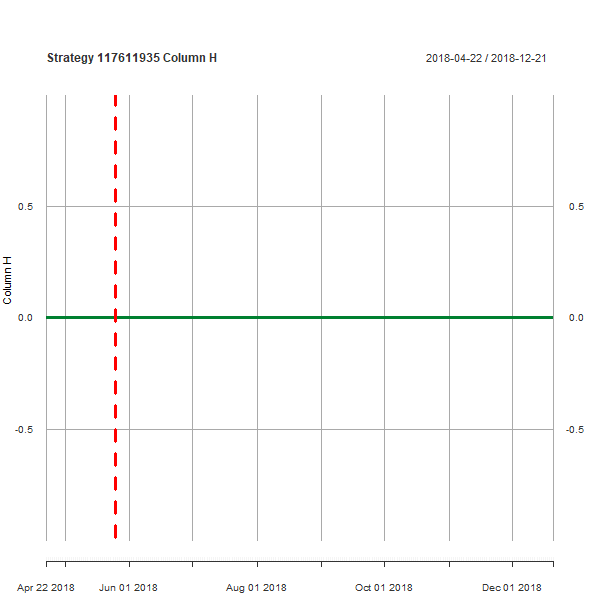 Strategy 117611935 Column H
2018-04-22 / 2018-12-21
0.5
0.5
Column H
0.0
0.0
-0.5
-0.5
Apr 22 2018
Jun 01 2018
Aug 01 2018
Oct 01 2018
Dec 01 2018